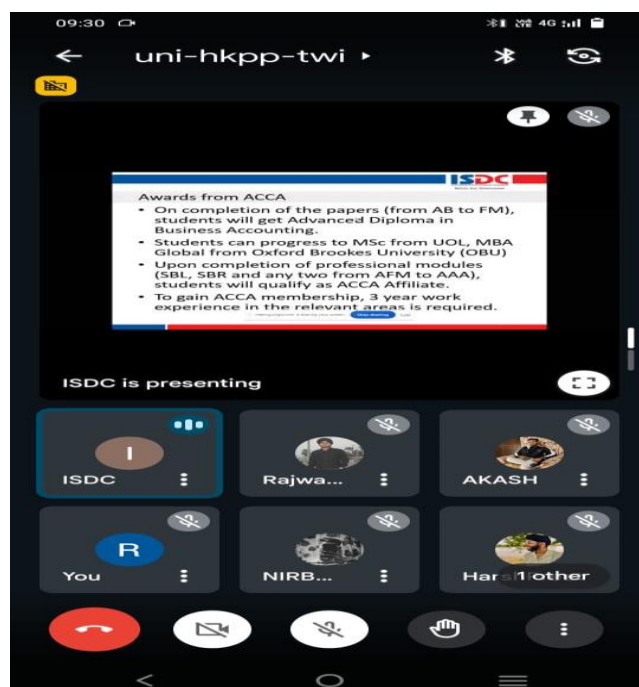 09:30
4G
uni-hkpp-twi
ISDC
Awards from ACCA
• On completion of the papers (from AB to FM),
students will get Advanced Diploma in
Business Accounting.
• Students can progress to MSc from UOL, MBA
Global from Oxford Brookes University (OBU)
• Upon completion of professional modules
(SBL, SBR and any two from AFM to AAA),
students will qualify as ACCA Affiliate.
• To gain ACCA membership, 3 year work
experience in the relevant areas is required.
ISDC is presenting
I
ISDC
Rajwa...
AKASH
R
You
NIRB...
Har
1 other